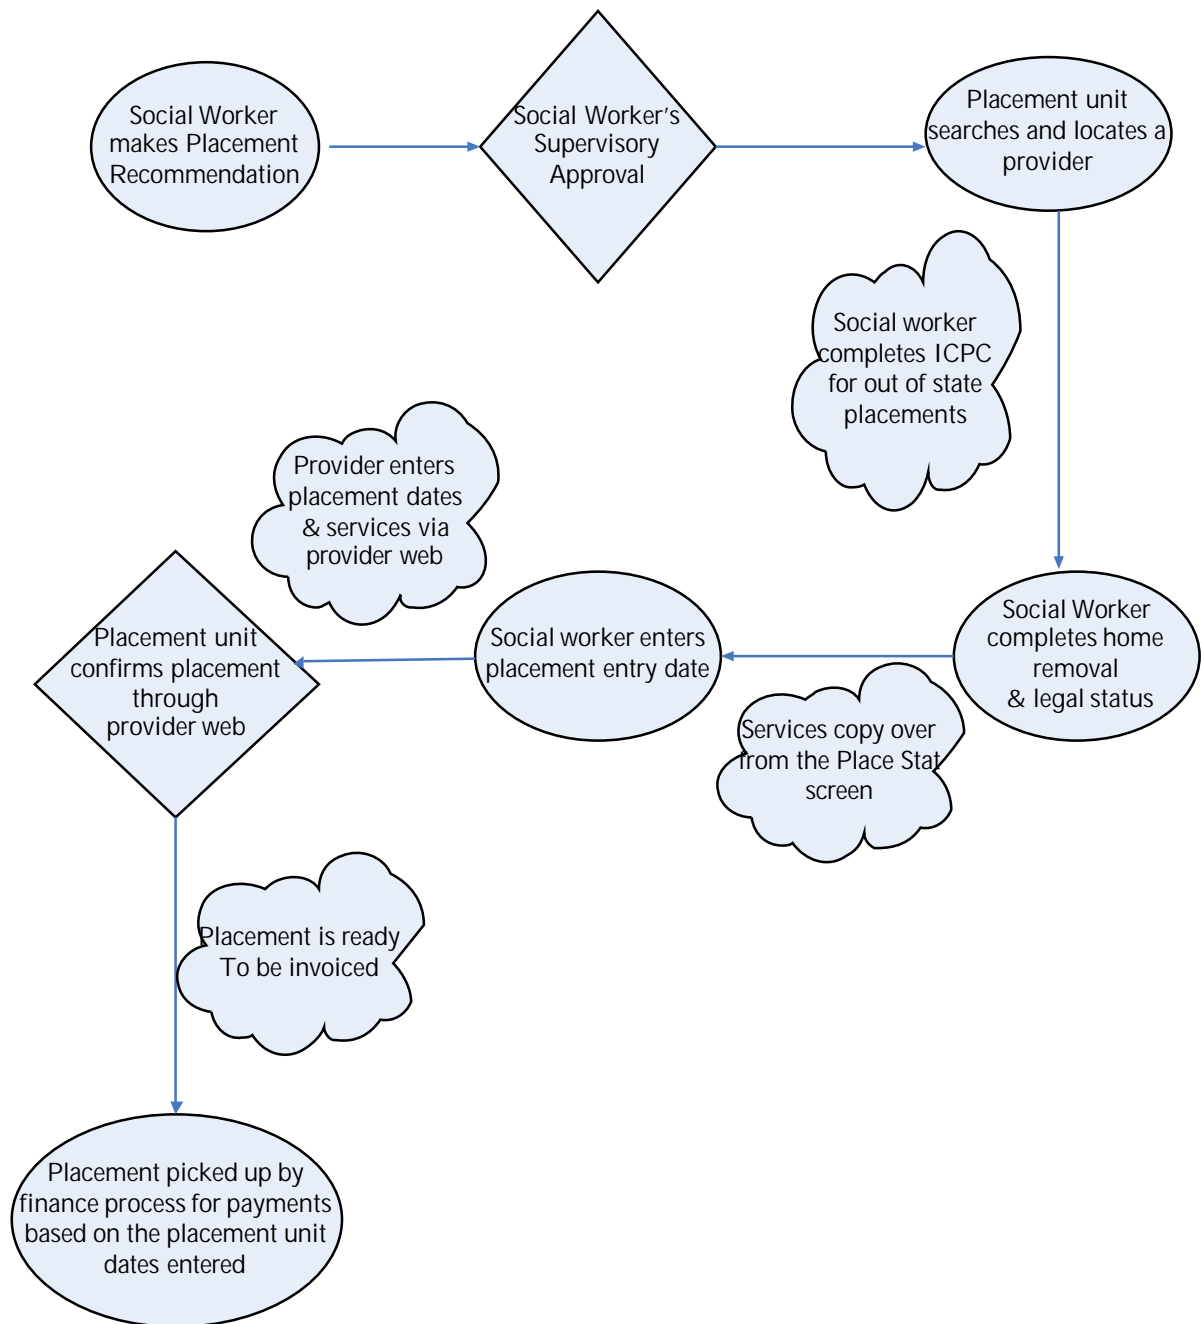 Social Worker
makes Placement
Recommendation
Social Worker's
Supervisory
Approval
Placement unit
searches and locates a
provider
Social worker
completes ICPC
for out of state
placements
Provider enters
placement dates
& services via
provider web
Social Worker
completes home
removal
& legal status
Social worker enters
placement entry date
Placement unit
confirms placement
through
provider web
Services copy over
from the Place Stat
screen
Placement is ready
To be invoiced
Placement picked up by
finance process for payments
based on the placement unit
dates entered